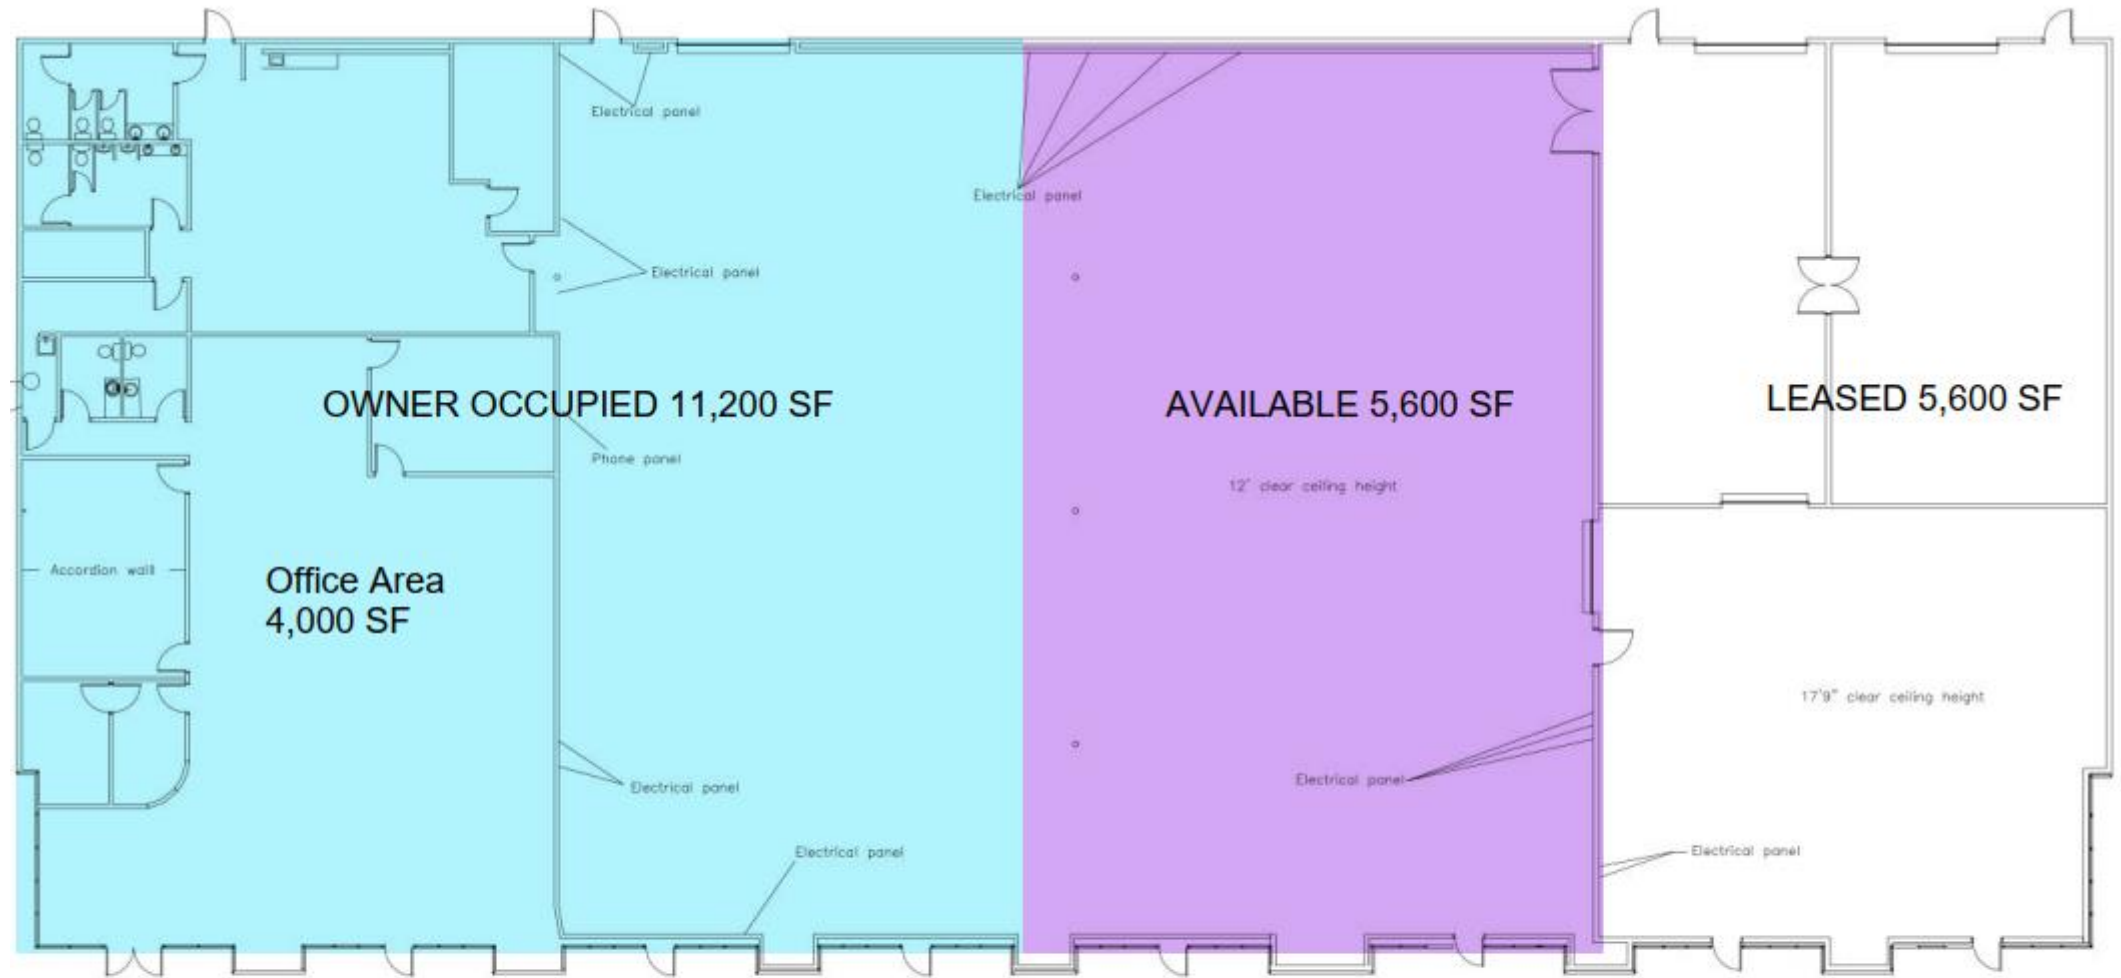 Electrical panel
Electrical panel
Electrical panel
OWNER OCCUPIED 11,200 SF
AVAILABLE 5,600 SF
LEASED 5,600 SF
Phone panel
12' clear ceiling height
Accordion wall
Office Area
4,000 SF
17'9" clear ceiling height
Electrical panel
Electrical panel
Electrical panel
Electrical panel